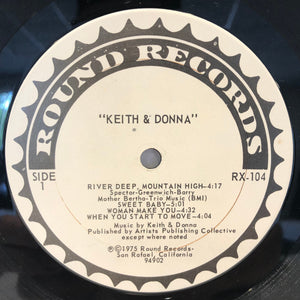 ROUND RECORDS
"KEITH & DONNA"
SIDE
1
RX-104
RIVER DEEP, MOUNTAIN HIGH—4:17
Spector-Greenwich-Barry
Mother Bertha-Trio Music (BMI)
SWEET BABY—5:01
WOMAN MAKE YOU—4:32
WHEN YOU START TO MOVE—4:04
Music by Keith & Donna
Published by Artists Publishing Collective
except where noted
℗©1975 Round Records-
San Rafael, California
94902